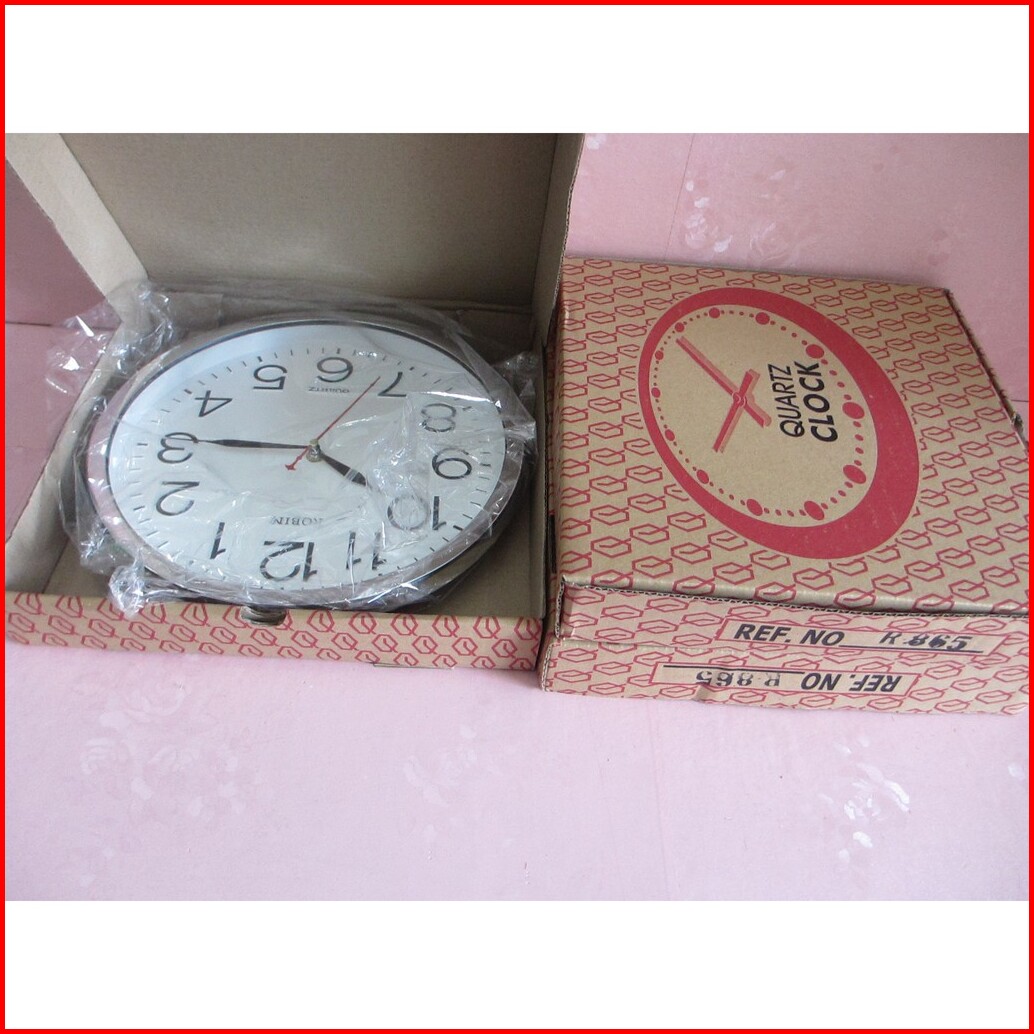 12
1
2
3
4
5
6
7
8
9
10
11
ROBIN
QUARTZ
QUARTZ
CLOCK
REF. NO R 865
REF. NO R 865